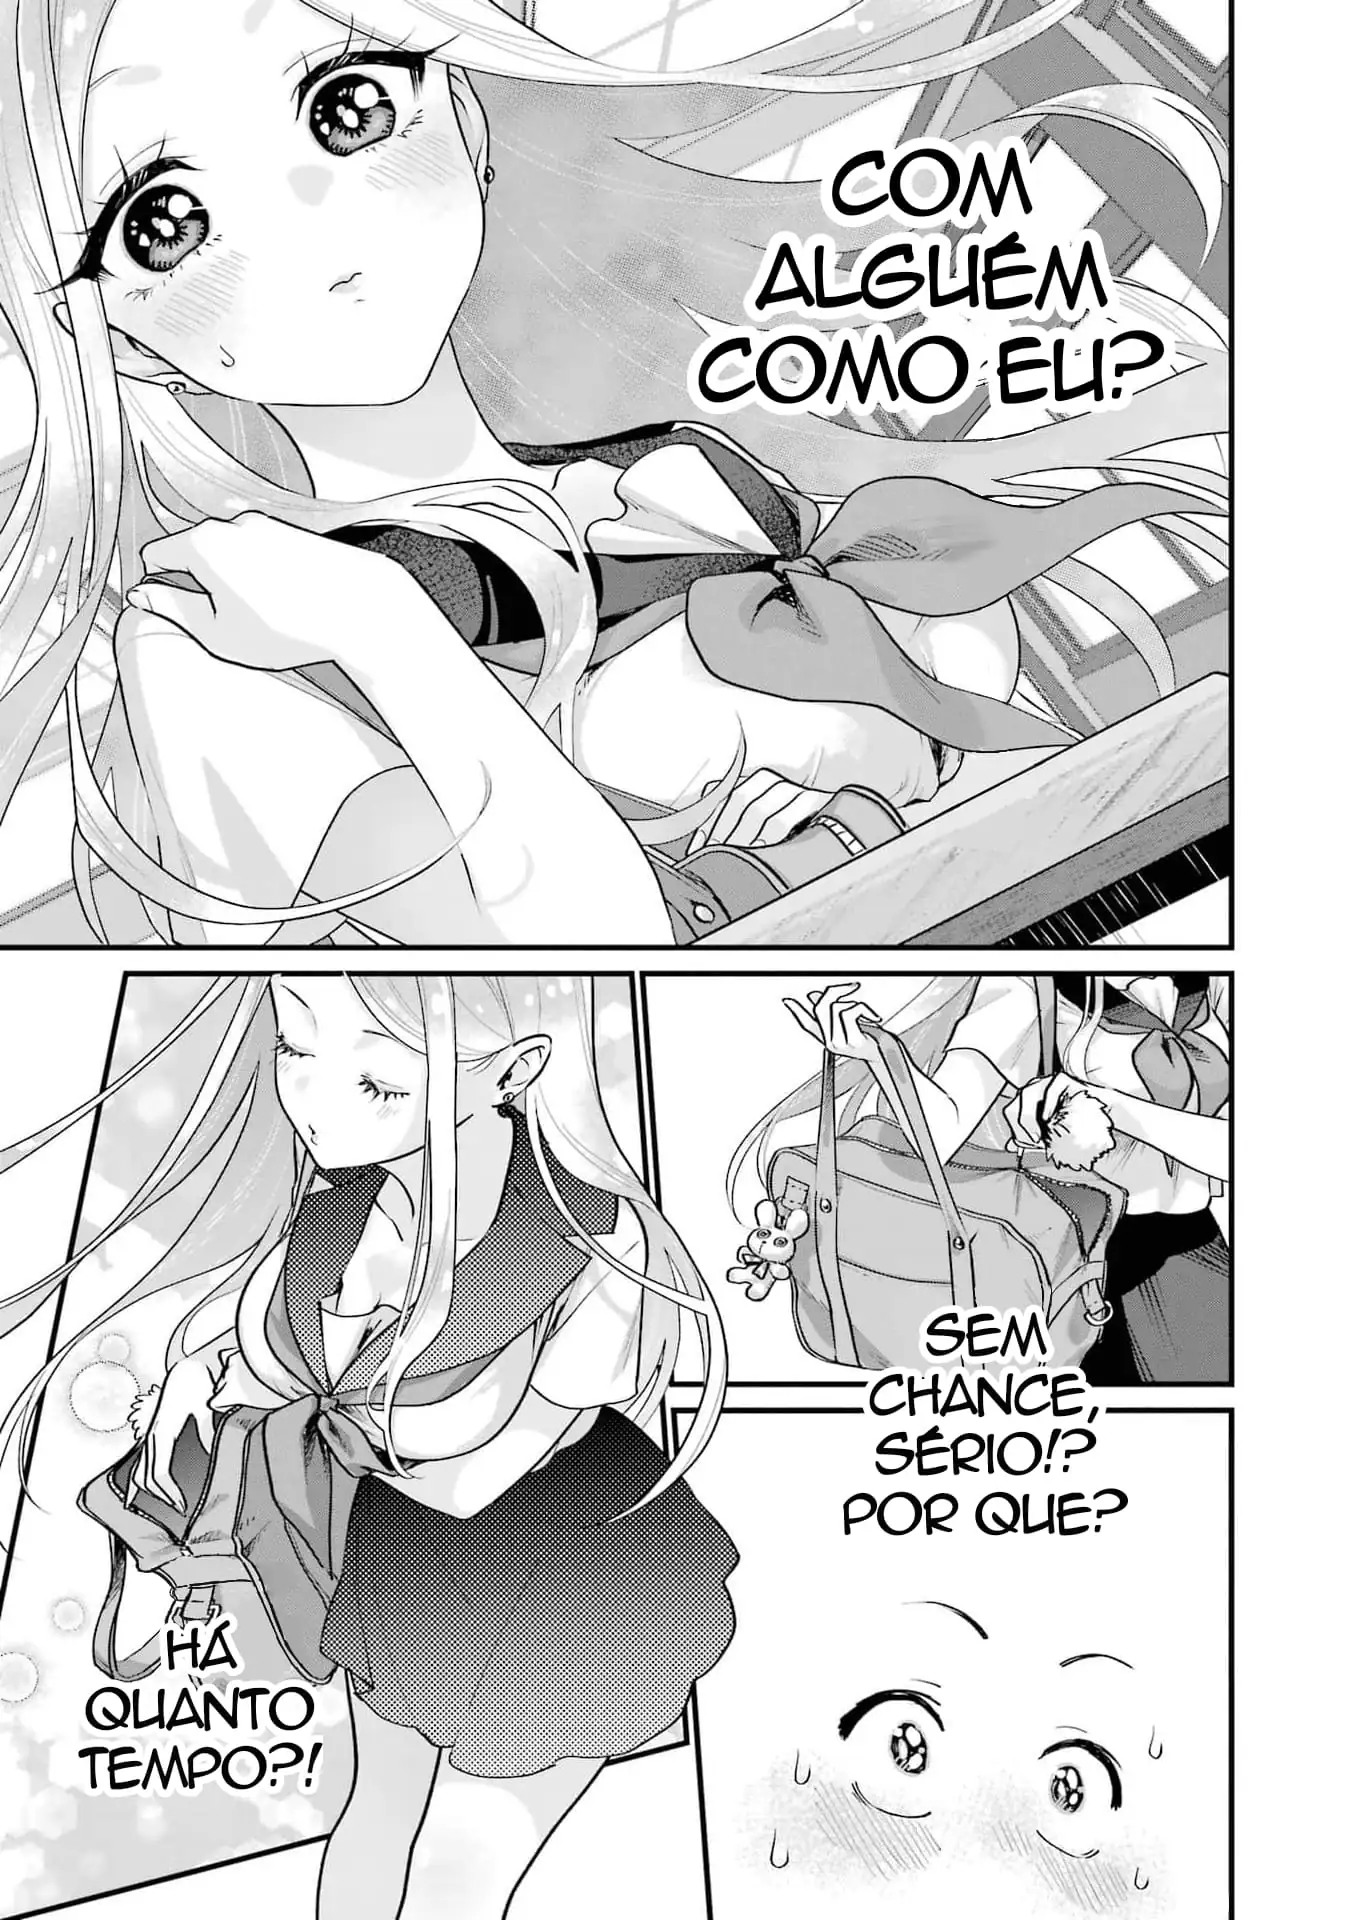 COM
ALGUÉM
COMO EU?
SEM
CHANCE,
SÉRIO!?
POR QUE?
HÁ
QUANTO
TEMPO?!